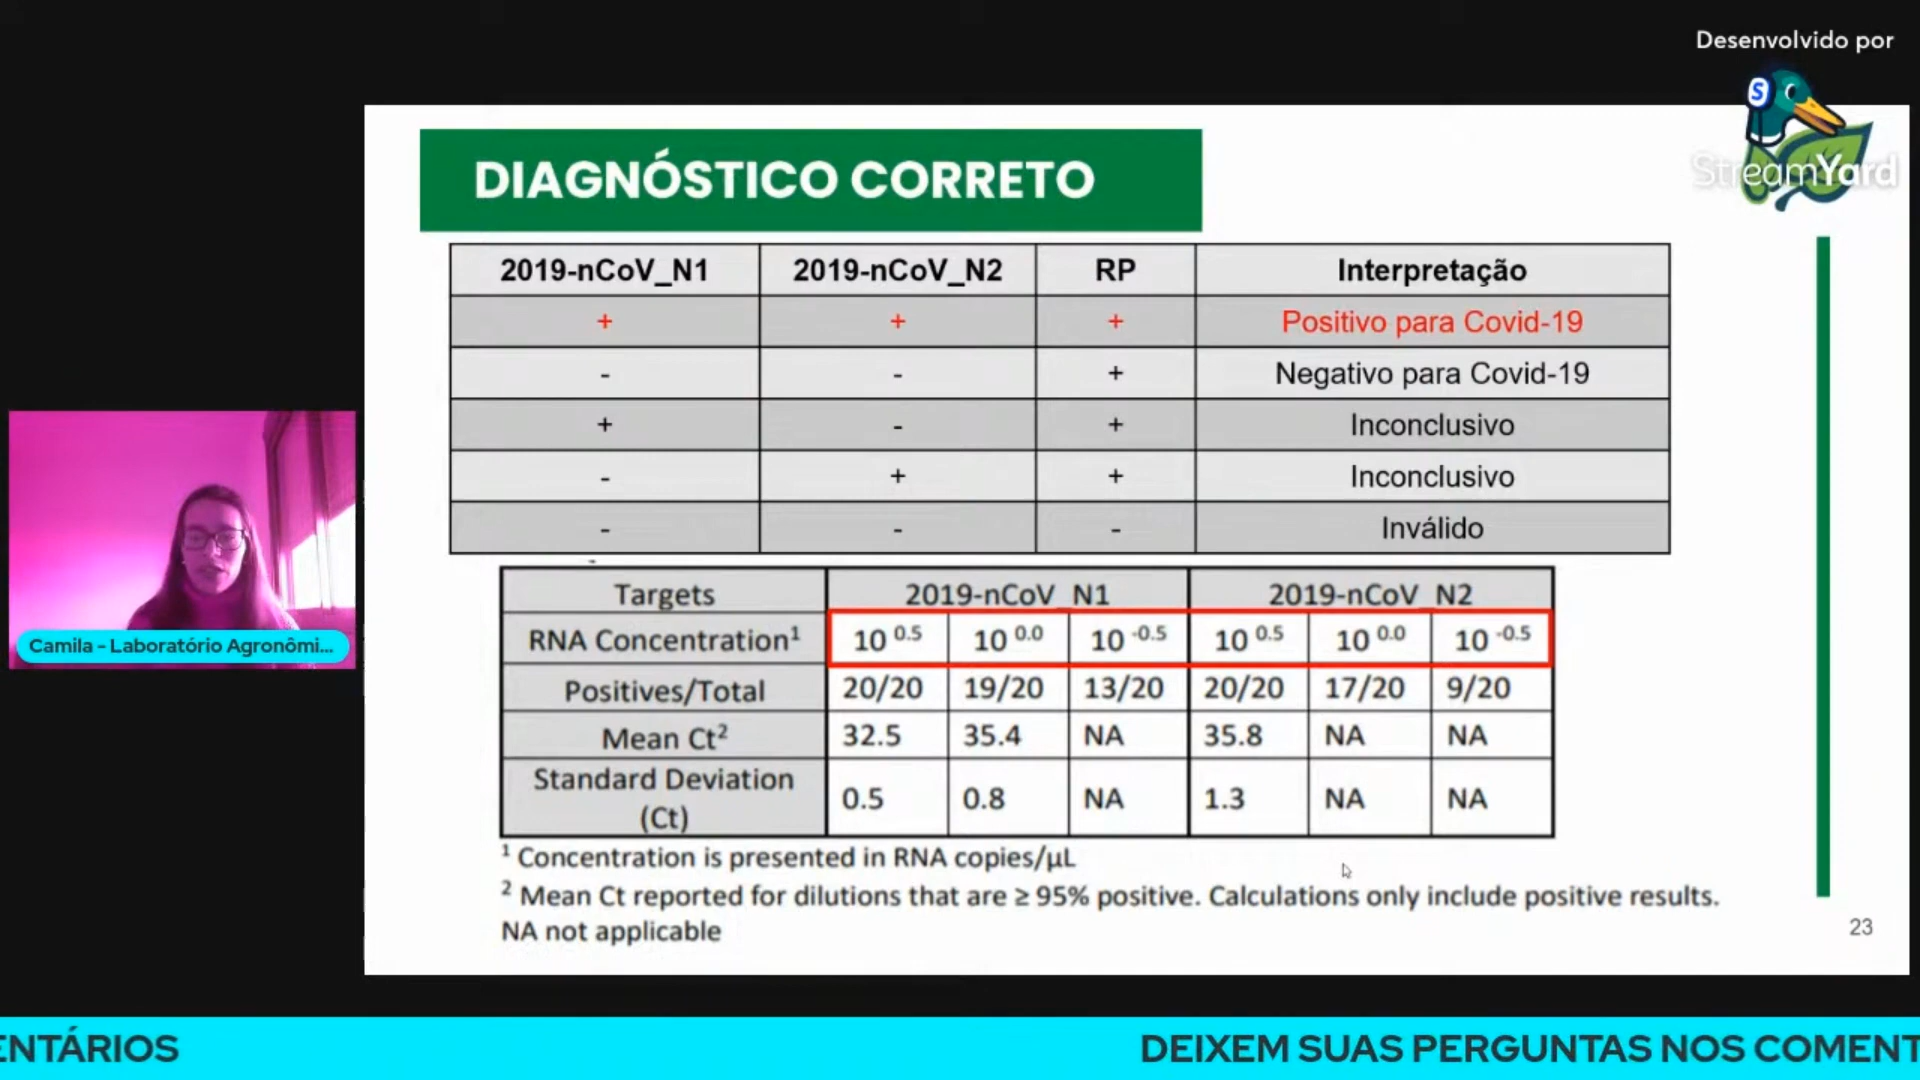 Desenvolvido por
S
StreamYard
DIAGNÓSTICO CORRETO
2019-nCoV_N1 2019-nCoV_N2 RP Interpretação
+ + + Positivo para Covid-19
- - + Negativo para Covid-19
+ - + Inconclusivo
- + + Inconclusivo
- - - Inválido
Targets 2019-nCoV_N1 2019-nCoV_N2
RNA Concentration¹ 10^0.5 10^0.0 10^-0.5 10^0.5 10^0.0 10^-0.5
Positives/Total 20/20 19/20 13/20 20/20 17/20 9/20
Mean Ct² 32.5 35.4 NA 35.8 NA NA
Standard Deviation
(Ct) 0.5 0.8 NA 1.3 NA NA
¹ Concentration is presented in RNA copies/µL
² Mean Ct reported for dilutions that are ≥ 95% positive. Calculations only include positive results.
NA not applicable
23
Camila - Laboratório Agronômi...
ENTÁRIOS DEIXEM SUAS PERGUNTAS NOS COMENT